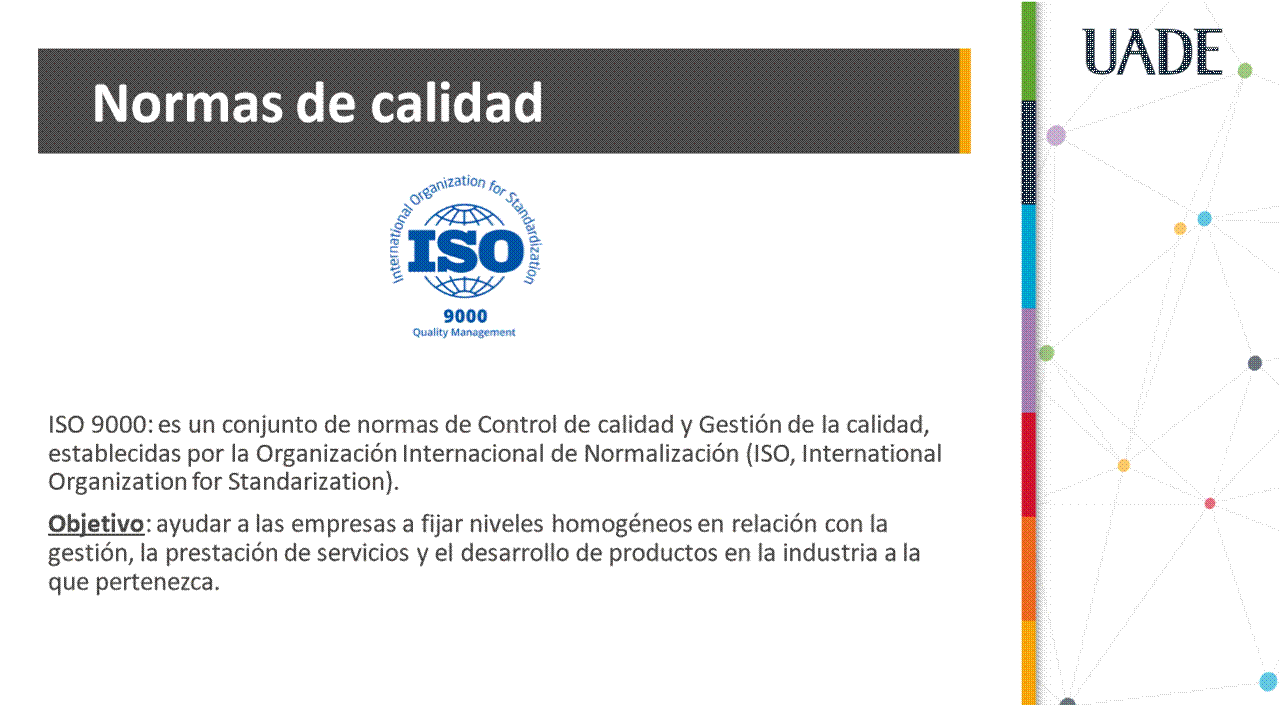 UADE
Normas de calidad
International Organization for Standardization
ISO
9000
Quality Management
ISO 9000: es un conjunto de normas de Control de calidad y Gestión de la calidad,
establecidas por la Organización Internacional de Normalización (ISO, International
Organization for Standarization).
Objetivo: ayudar a las empresas a fijar niveles homogéneos en relación con la
gestión, la prestación de servicios y el desarrollo de productos en la industria a la
que pertenezca.